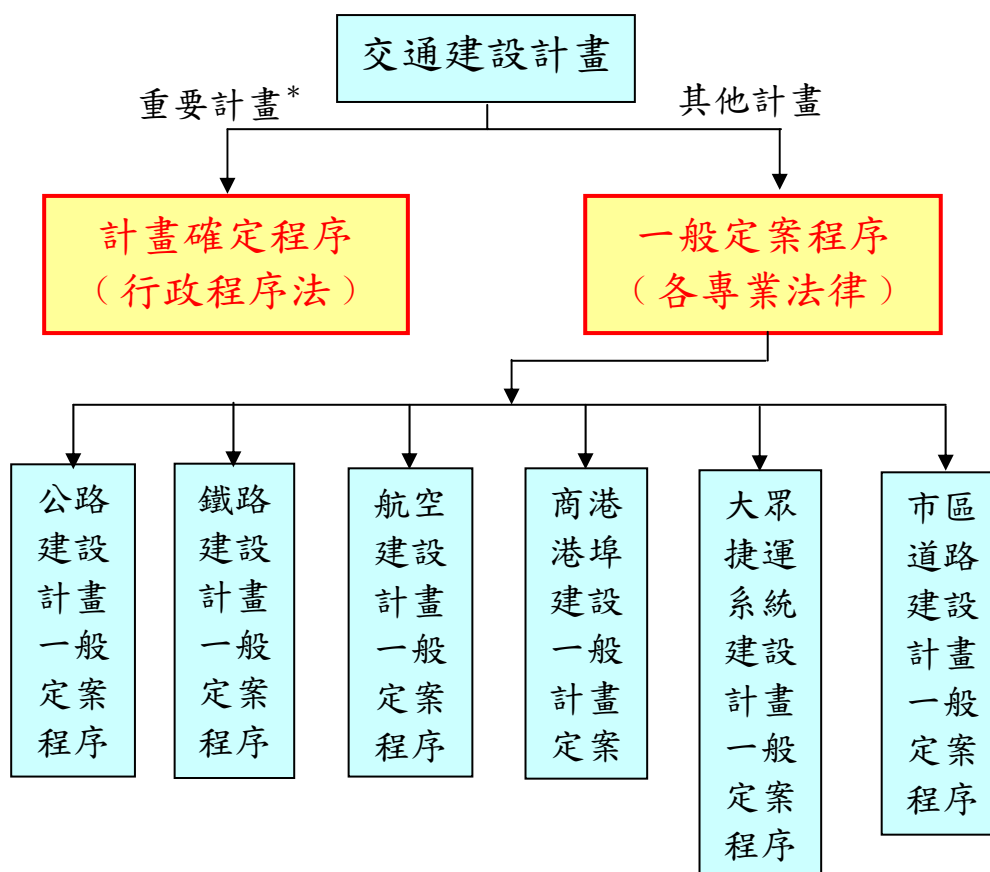 交通建設計畫
重要計畫*
其他計畫
計畫確定程序
（行政程序法）
一般定案程序
（各專業法律）
公路
建設
計畫
一般
定案
程序
鐵路
建設
計畫
一般
定案
程序
航空
建設
計畫
一般
定案
程序
商港
港埠
建設
一般
計畫
定案
大眾
捷運
系統
建設
計畫
一般
定案
程序
市區
道路
建設
計畫
一般
定案
程序